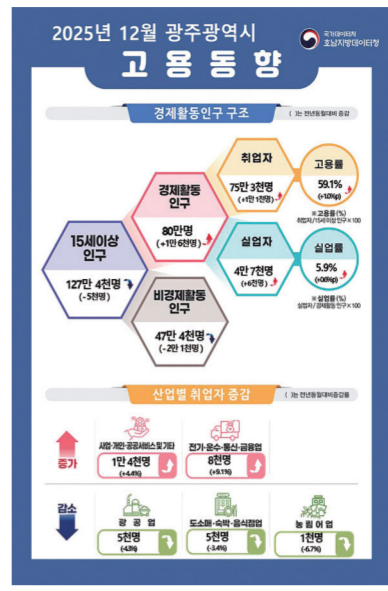 2025년 12월 광주광역시
국가데이터처
호남지방데이터청
고용동향
경제활동인구 구조
( )는 전년동월대비 증감
취업자
75만 3천명
(+1만 1천명)
고용률
59.1%
(+1.0%p)
※ 고용률(%)
취업자/15세이상인구×100
경제활동
인구
80만명
(+1만 6천명)
15세이상
인구
127만 4천명
(-5천명)
실업자
4만 7천명
(+6천명)
실업률
5.9%
(+0.6%p)
※ 실업률(%)
실업자/경제활동인구×100
비경제활동
인구
47만 4천명
(-2만 1천명)
산업별 취업자 증감
( )는 전년동월대비증감률
증가
사업·개인·공공서비스및기타
1만 4천명
(+4.4%)
전기·운수·통신·금융업
8천명
(+9.1%)
감소
광공업
5천명
(-4.3%)
도소매·숙박·음식점업
5천명
(-3.4%)
농림어업
1천명
(-6.7%)